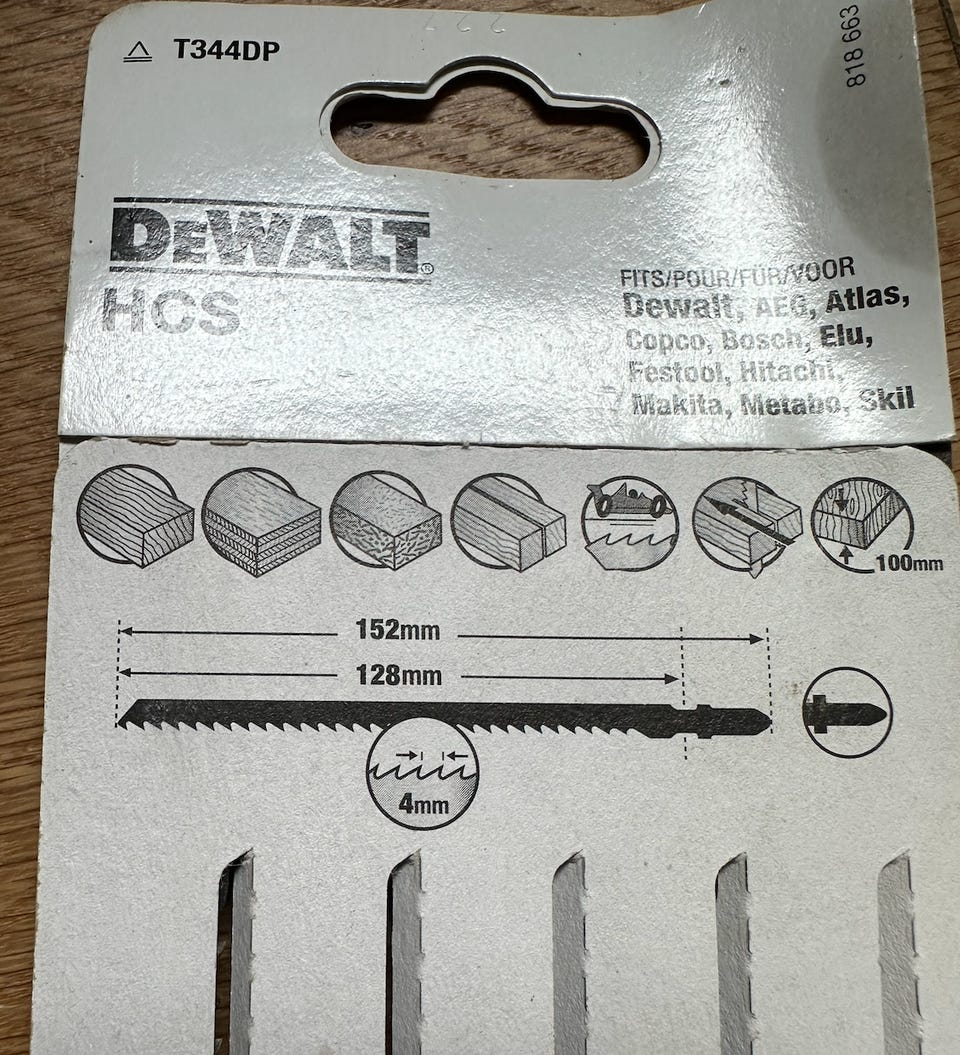 ≙ T344DP
818 663
DEWALT®
HCS
FITS/POUR/FÜR/VOOR
Dewalt, AEG, Atlas,
Copco, Bosch, Elu,
Festool, Hitachi,
Makita, Metabo, Skil
100mm
152mm
128mm
4mm